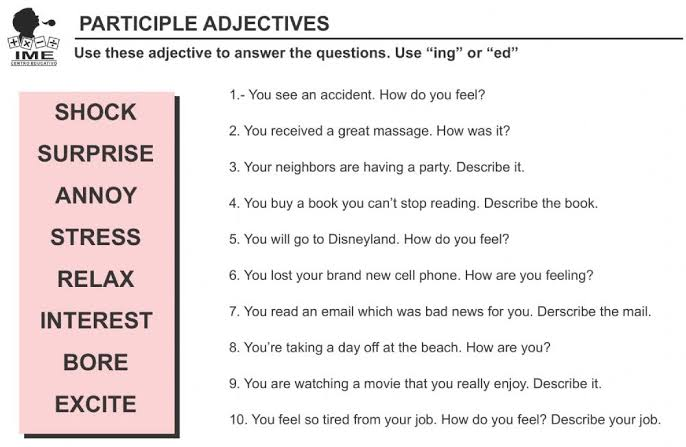 PARTICIPLE ADJECTIVES
IME
CENTRO EDUCATIVO
Use these adjective to answer the questions. Use “ing” or “ed”
SHOCK
SURPRISE
ANNOY
STRESS
RELAX
INTEREST
BORE
EXCITE
1.- You see an accident. How do you feel?
2. You received a great massage. How was it?
3. Your neighbors are having a party. Describe it.
4. You buy a book you can’t stop reading. Describe the book.
5. You will go to Disneyland. How do you feel?
6. You lost your brand new cell phone. How are you feeling?
7. You read an email which was bad news for you. Derscribe the mail.
8. You’re taking a day off at the beach. How are you?
9. You are watching a movie that you really enjoy. Describe it.
10. You feel so tired from your job. How do you feel? Describe your job.